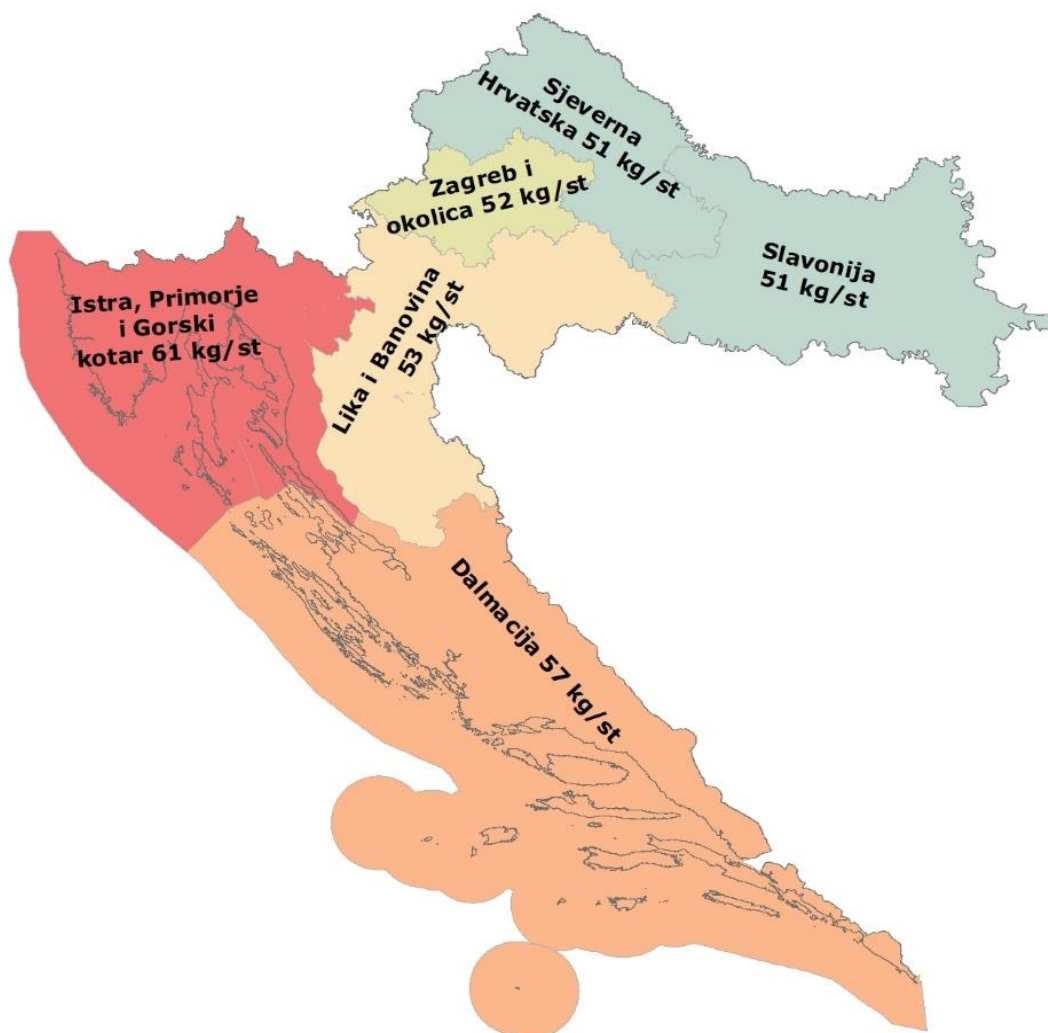 Sjeverna
Hrvatska 51 kg/st
Zagreb i
okolica 52 kg/st
Slavonija
51 kg/st
Istra, Primorje
i Gorski
kotar 61 kg/st
Lika i Banovina
53 kg/st
Dalmacija 57 kg/st